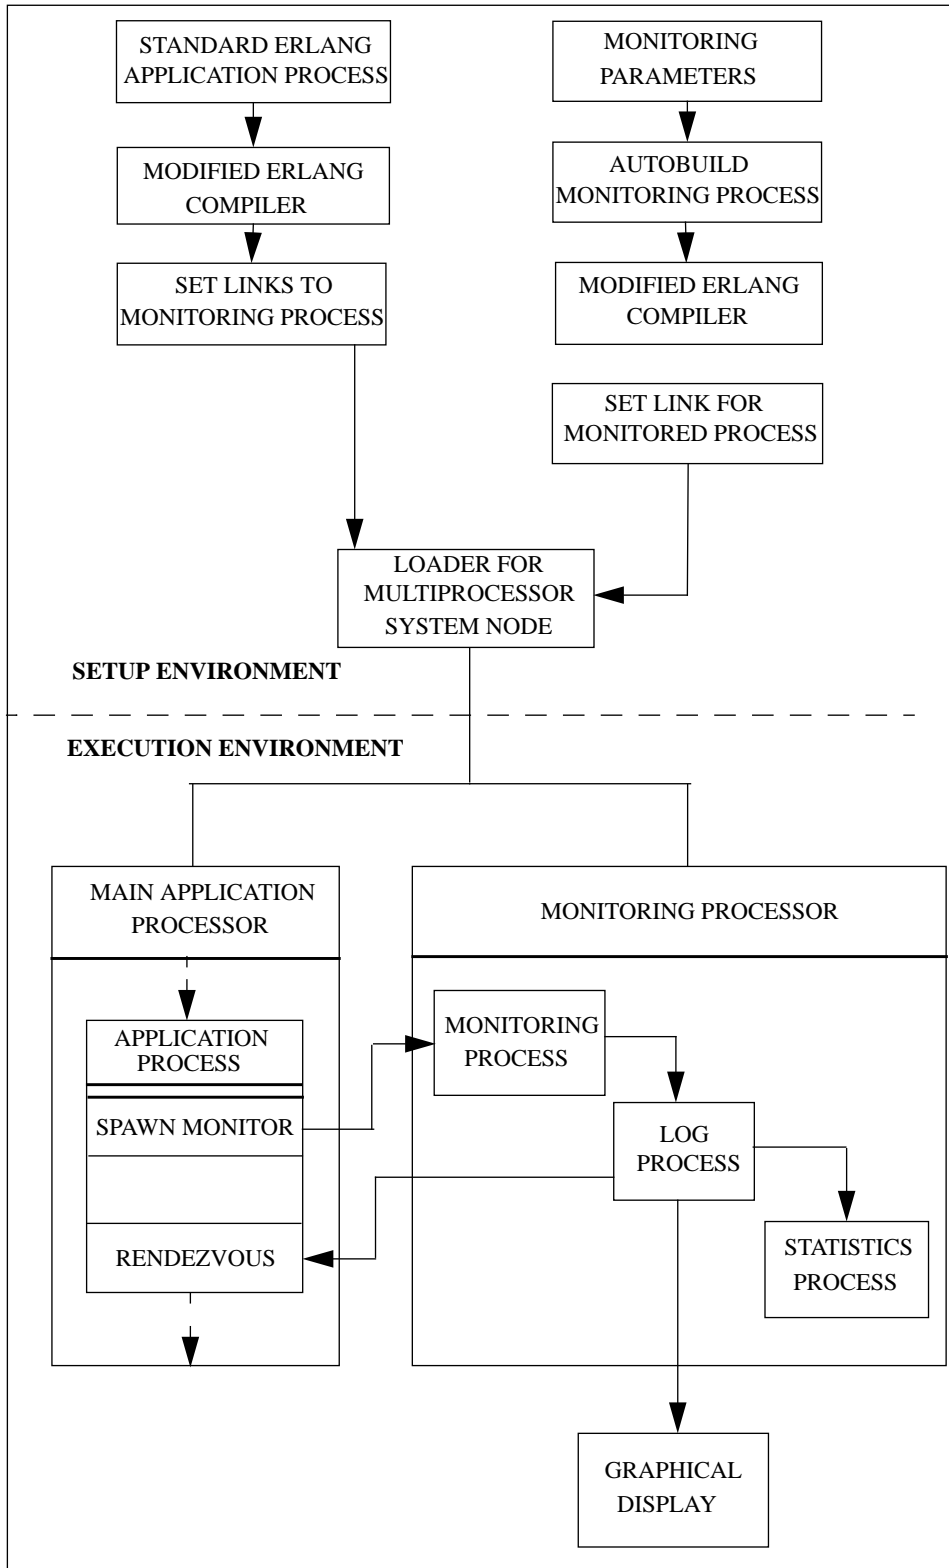 STANDARD ERLANG
APPLICATION PROCESS
MONITORING
PARAMETERS
MODIFIED ERLANG
COMPILER
AUTOBUILD
MONITORING PROCESS
SET LINKS TO
MONITORING PROCESS
MODIFIED ERLANG
COMPILER
SET LINK FOR
MONITORED PROCESS
LOADER FOR
MULTIPROCESSOR
SYSTEM NODE
SETUP ENVIRONMENT
EXECUTION ENVIRONMENT
MAIN APPLICATION
PROCESSOR
MONITORING PROCESSOR
APPLICATION
PROCESS
SPAWN MONITOR
RENDEZVOUS
MONITORING
PROCESS
LOG
PROCESS
STATISTICS
PROCESS
GRAPHICAL
DISPLAY